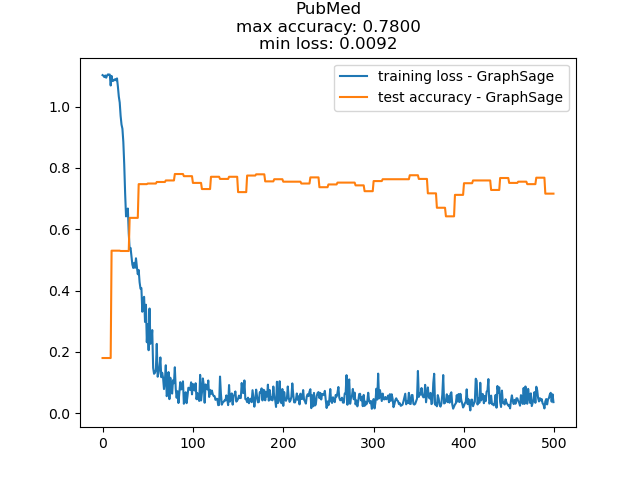 PubMed
max accuracy: 0.7800
min loss: 0.0092
training loss - GraphSage
test accuracy - GraphSage
1.0
0.8
0.6
0.4
0.2
0.0
0
100
200
300
400
500